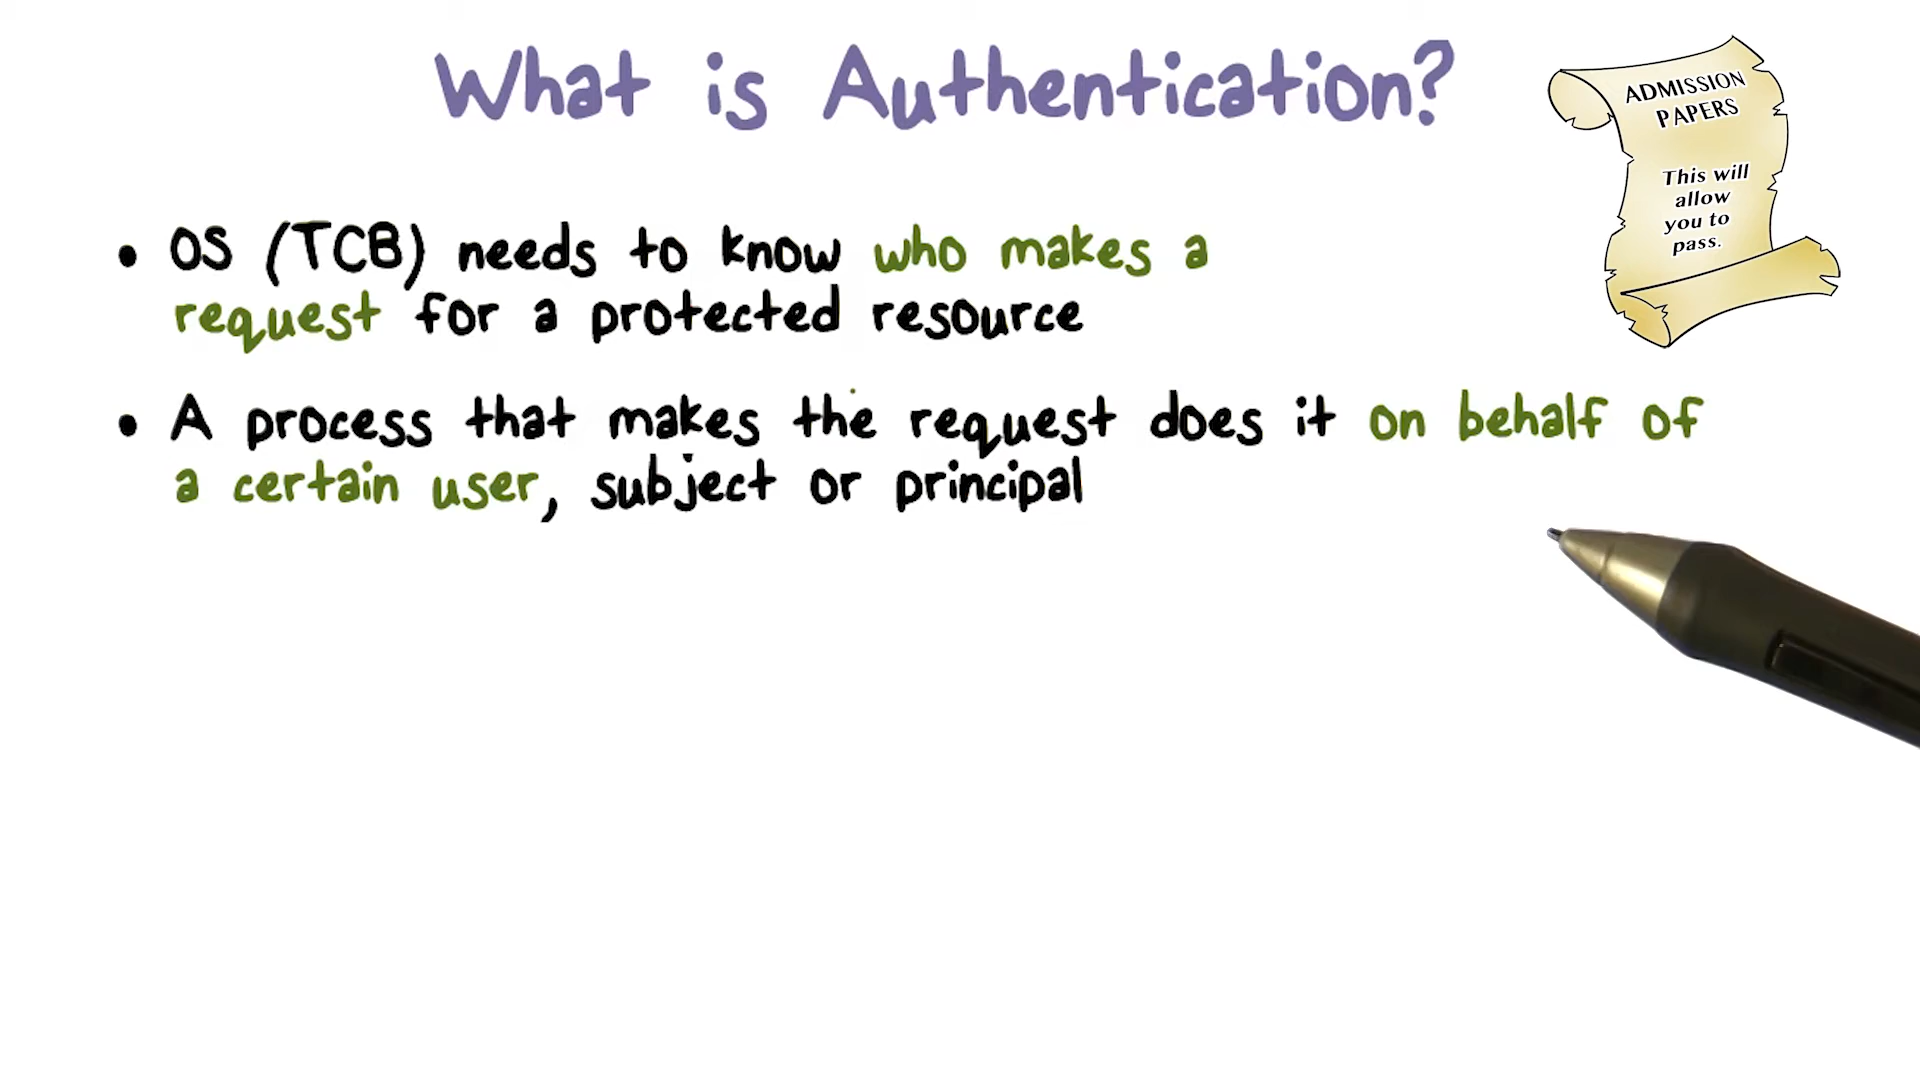 What is Authentication?
ADMISSION
PAPERS
This will
allow
you to
pass.
• OS (TCB) needs to know who makes a
request for a protected resource
• A process that makes the request does it on behalf of
a certain user, subject or principal